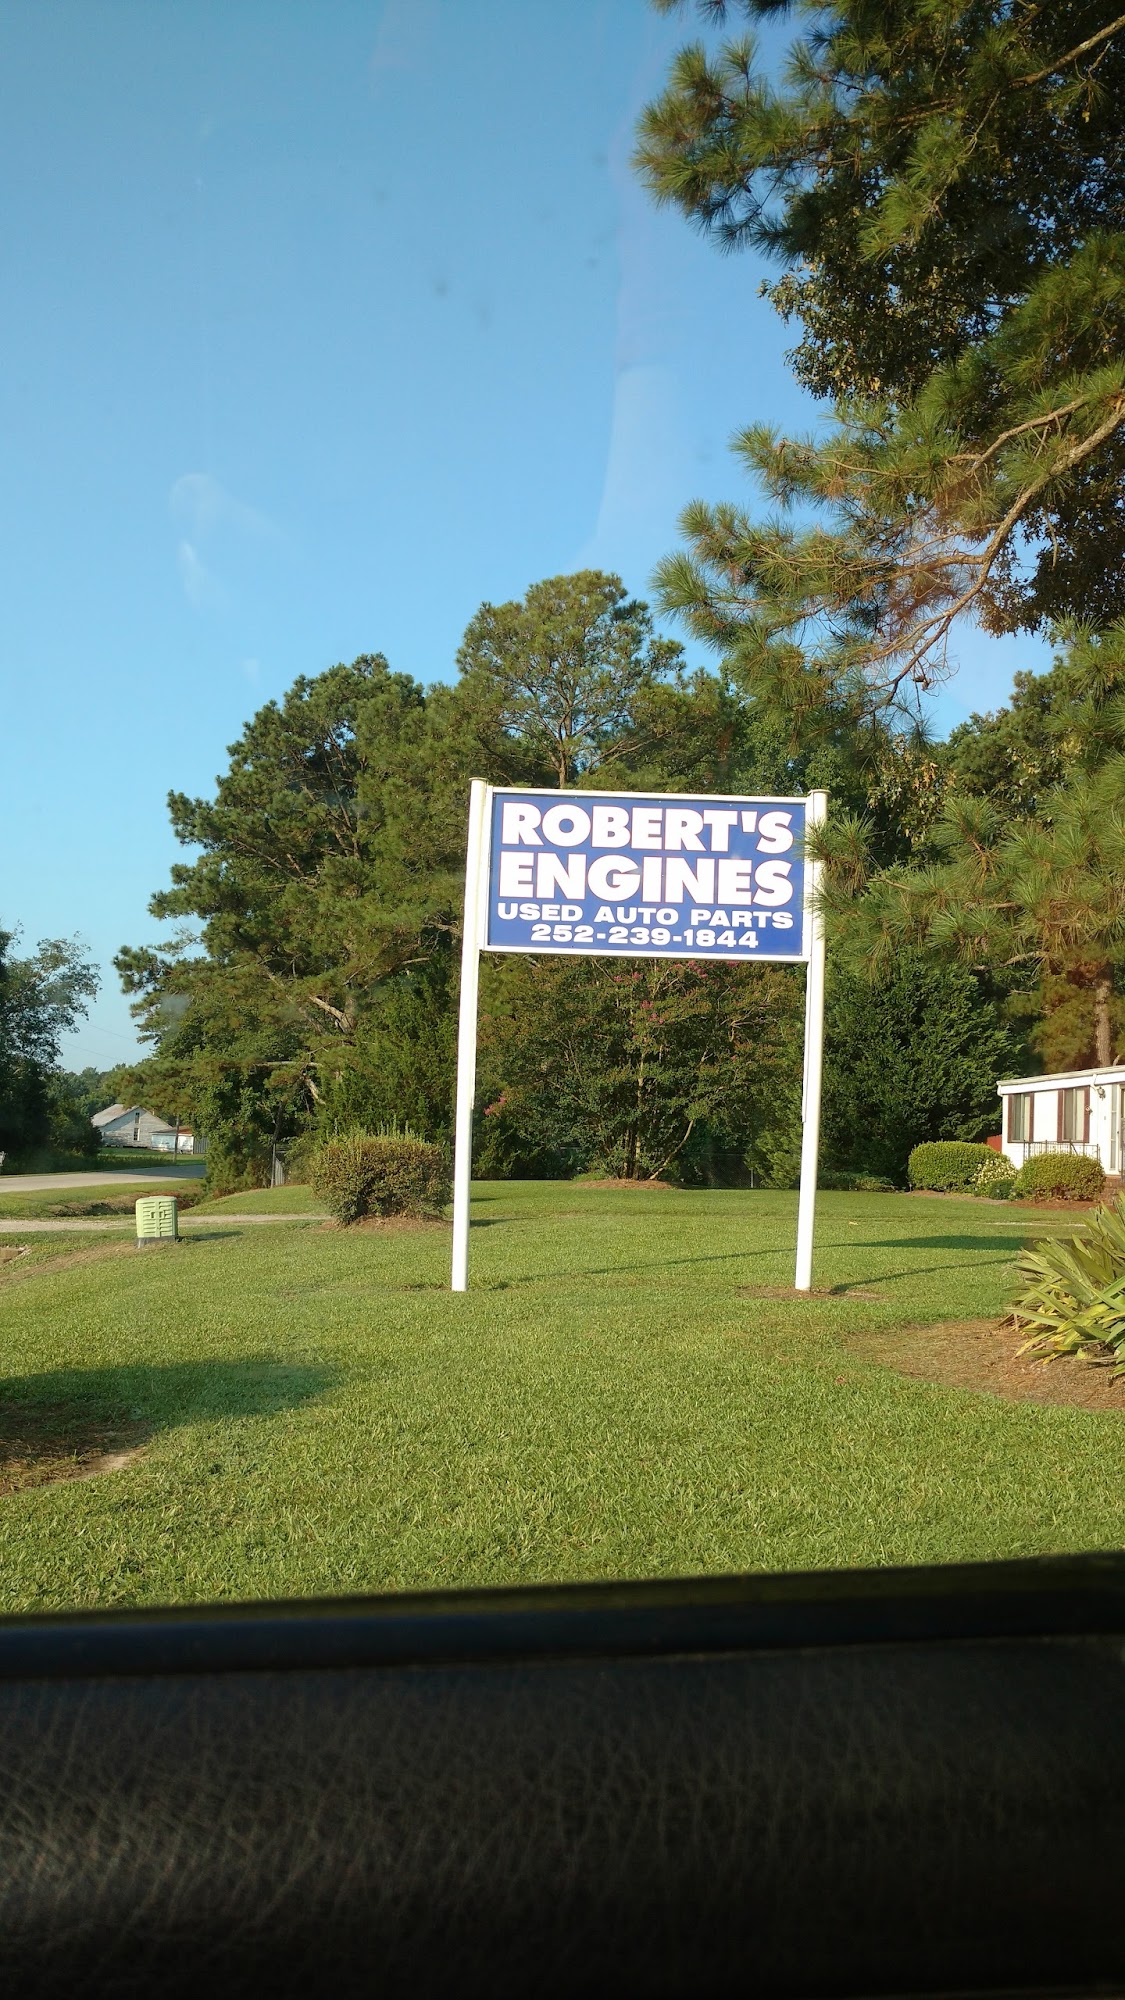 ROBERT'S
ENGINES
USED AUTO PARTS
252-239-1844